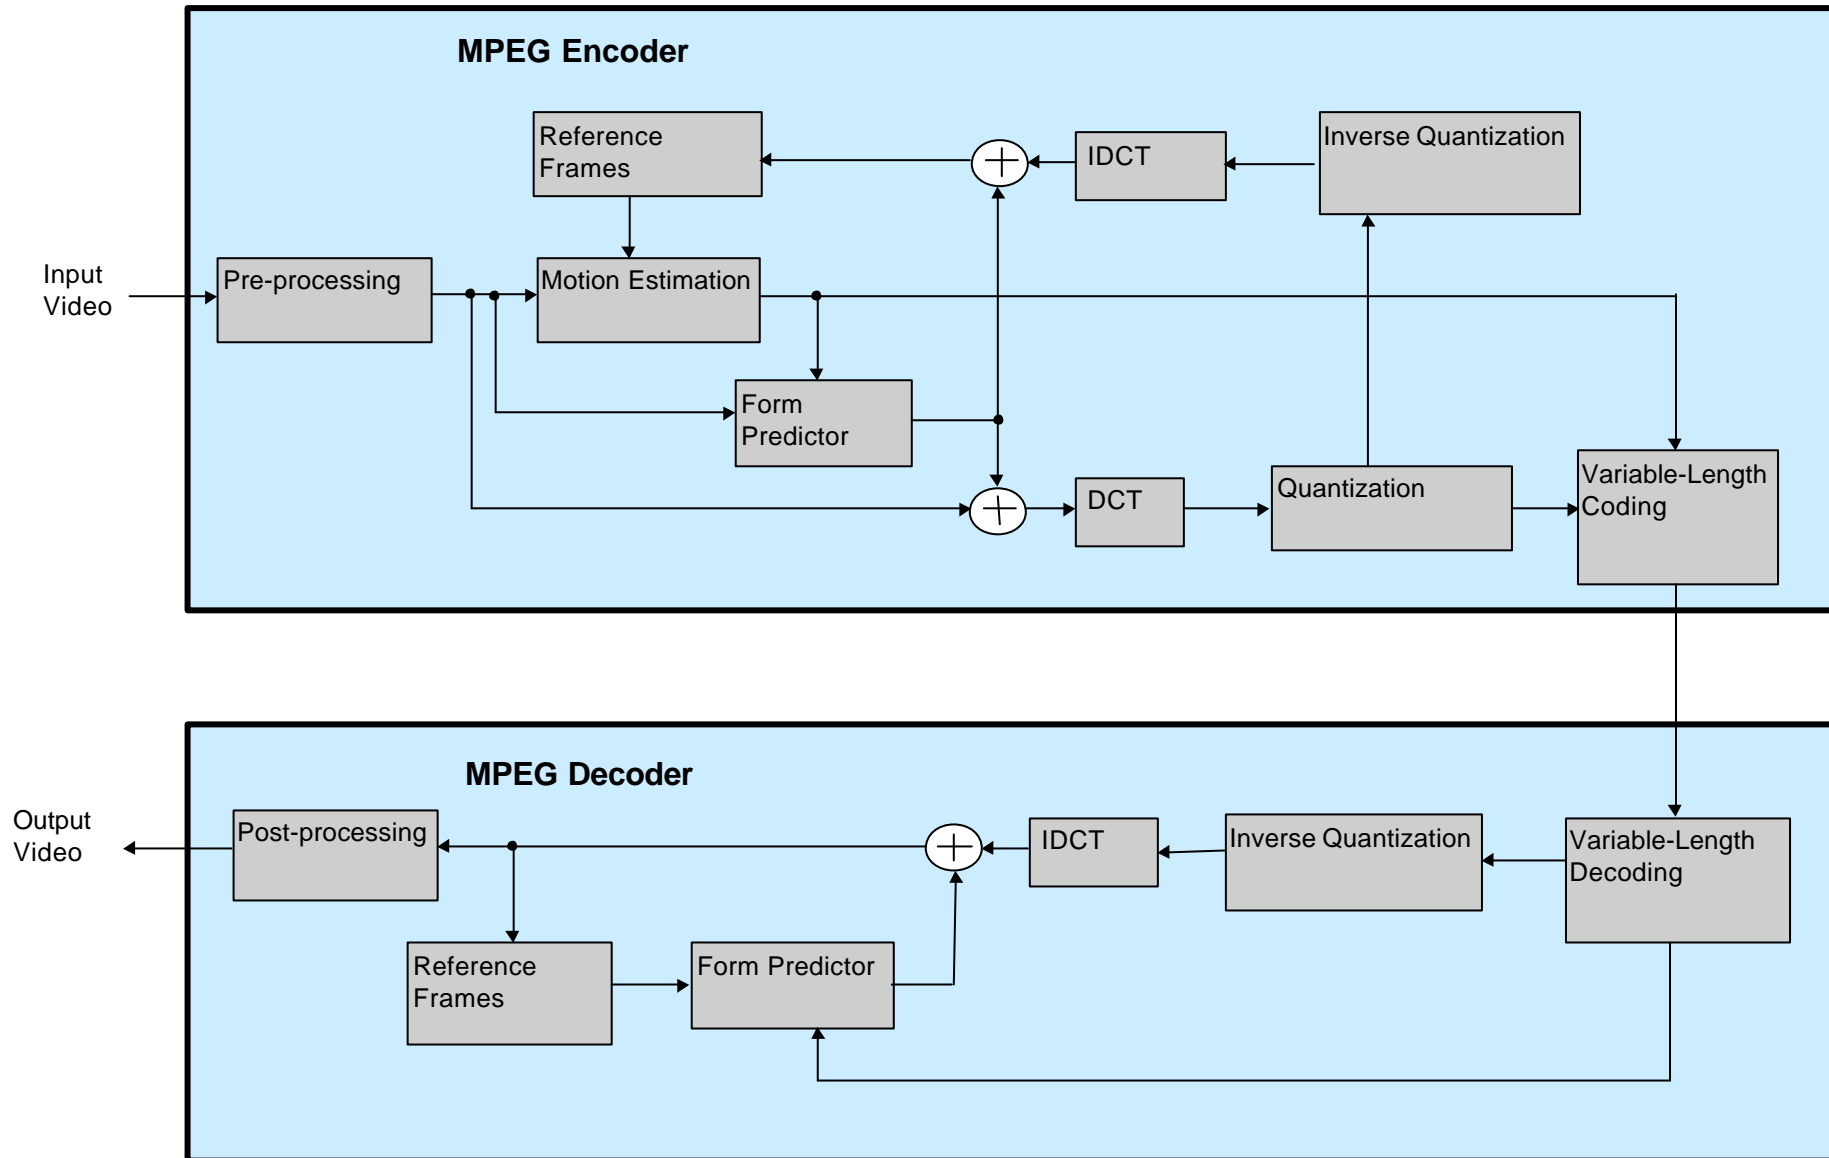 MPEG Encoder
Reference
Frames
IDCT
Inverse Quantization
Input
Video
Pre-processing
Motion Estimation
Form
Predictor
DCT
Quantization
Variable-Length
Coding
MPEG Decoder
Output
Video
Post-processing
IDCT
Inverse Quantization
Variable-Length
Decoding
Reference
Frames
Form Predictor